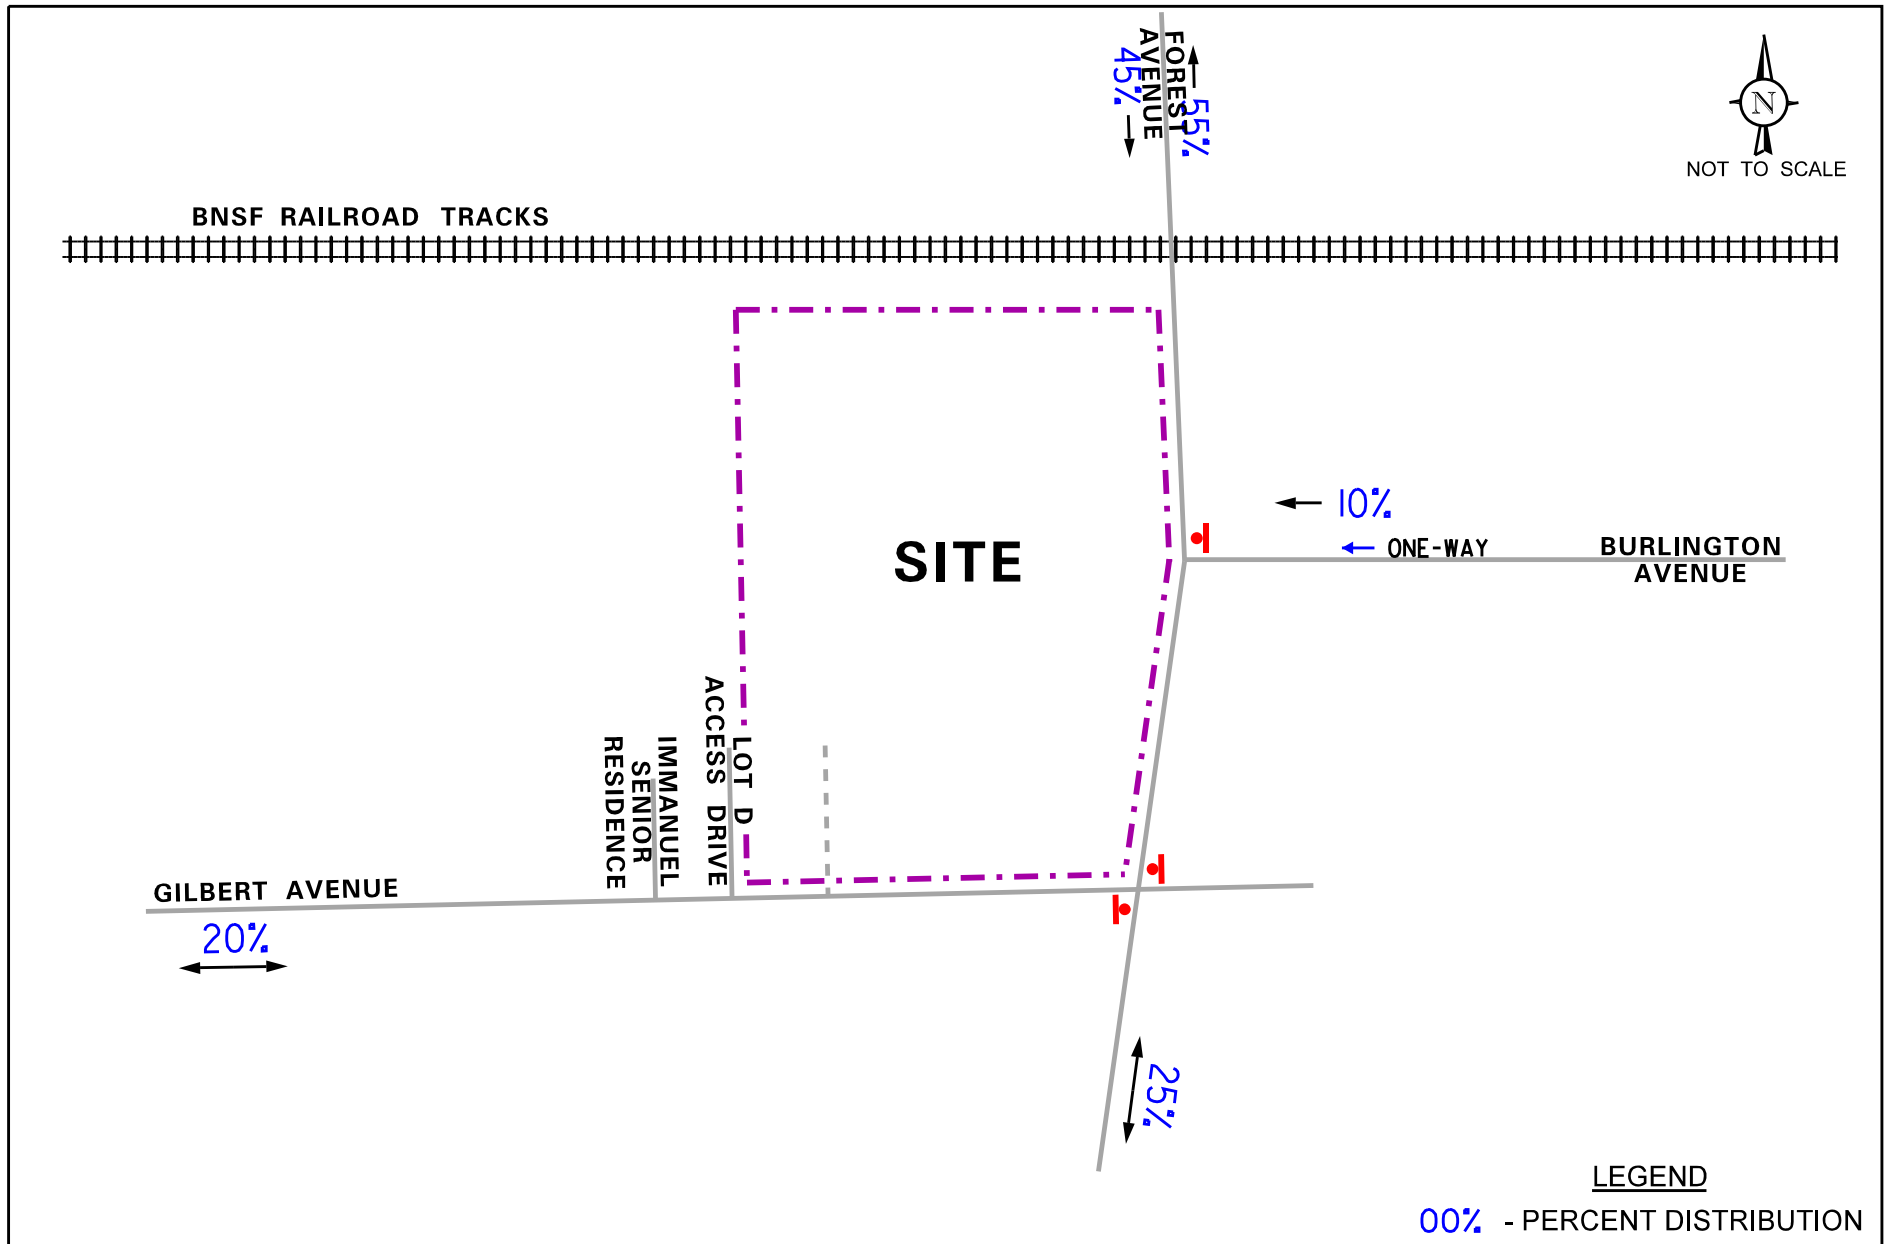 FOREST
AVENUE
45%
55%
N
NOT TO SCALE
BNSF RAILROAD TRACKS
10%
ONE-WAY
BURLINGTON
AVENUE
SITE
LOT D
ACCESS DRIVE
IMMANUEL
SENIOR
RESIDENCE
GILBERT AVENUE
20%
25%
LEGEND
00% - PERCENT DISTRIBUTION